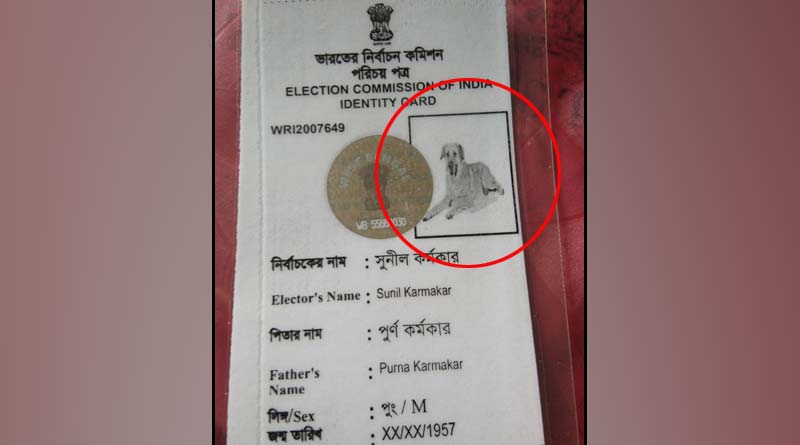 ভারতের নির্বাচন কমিশন
পরিচয় পত্র
ELECTION COMMISSION OF INDIA
IDENTITY CARD
WRI2007649
নির্বাচকের নাম : সুনীল কর্মকার
Elector's Name : Sunil Karmakar
পিতার নাম : পুর্ণ কর্মকার
Father's Name : Purna Karmakar
লিঙ্গ/Sex : পুং / M
জন্ম তারিখ : XX/XX/1957